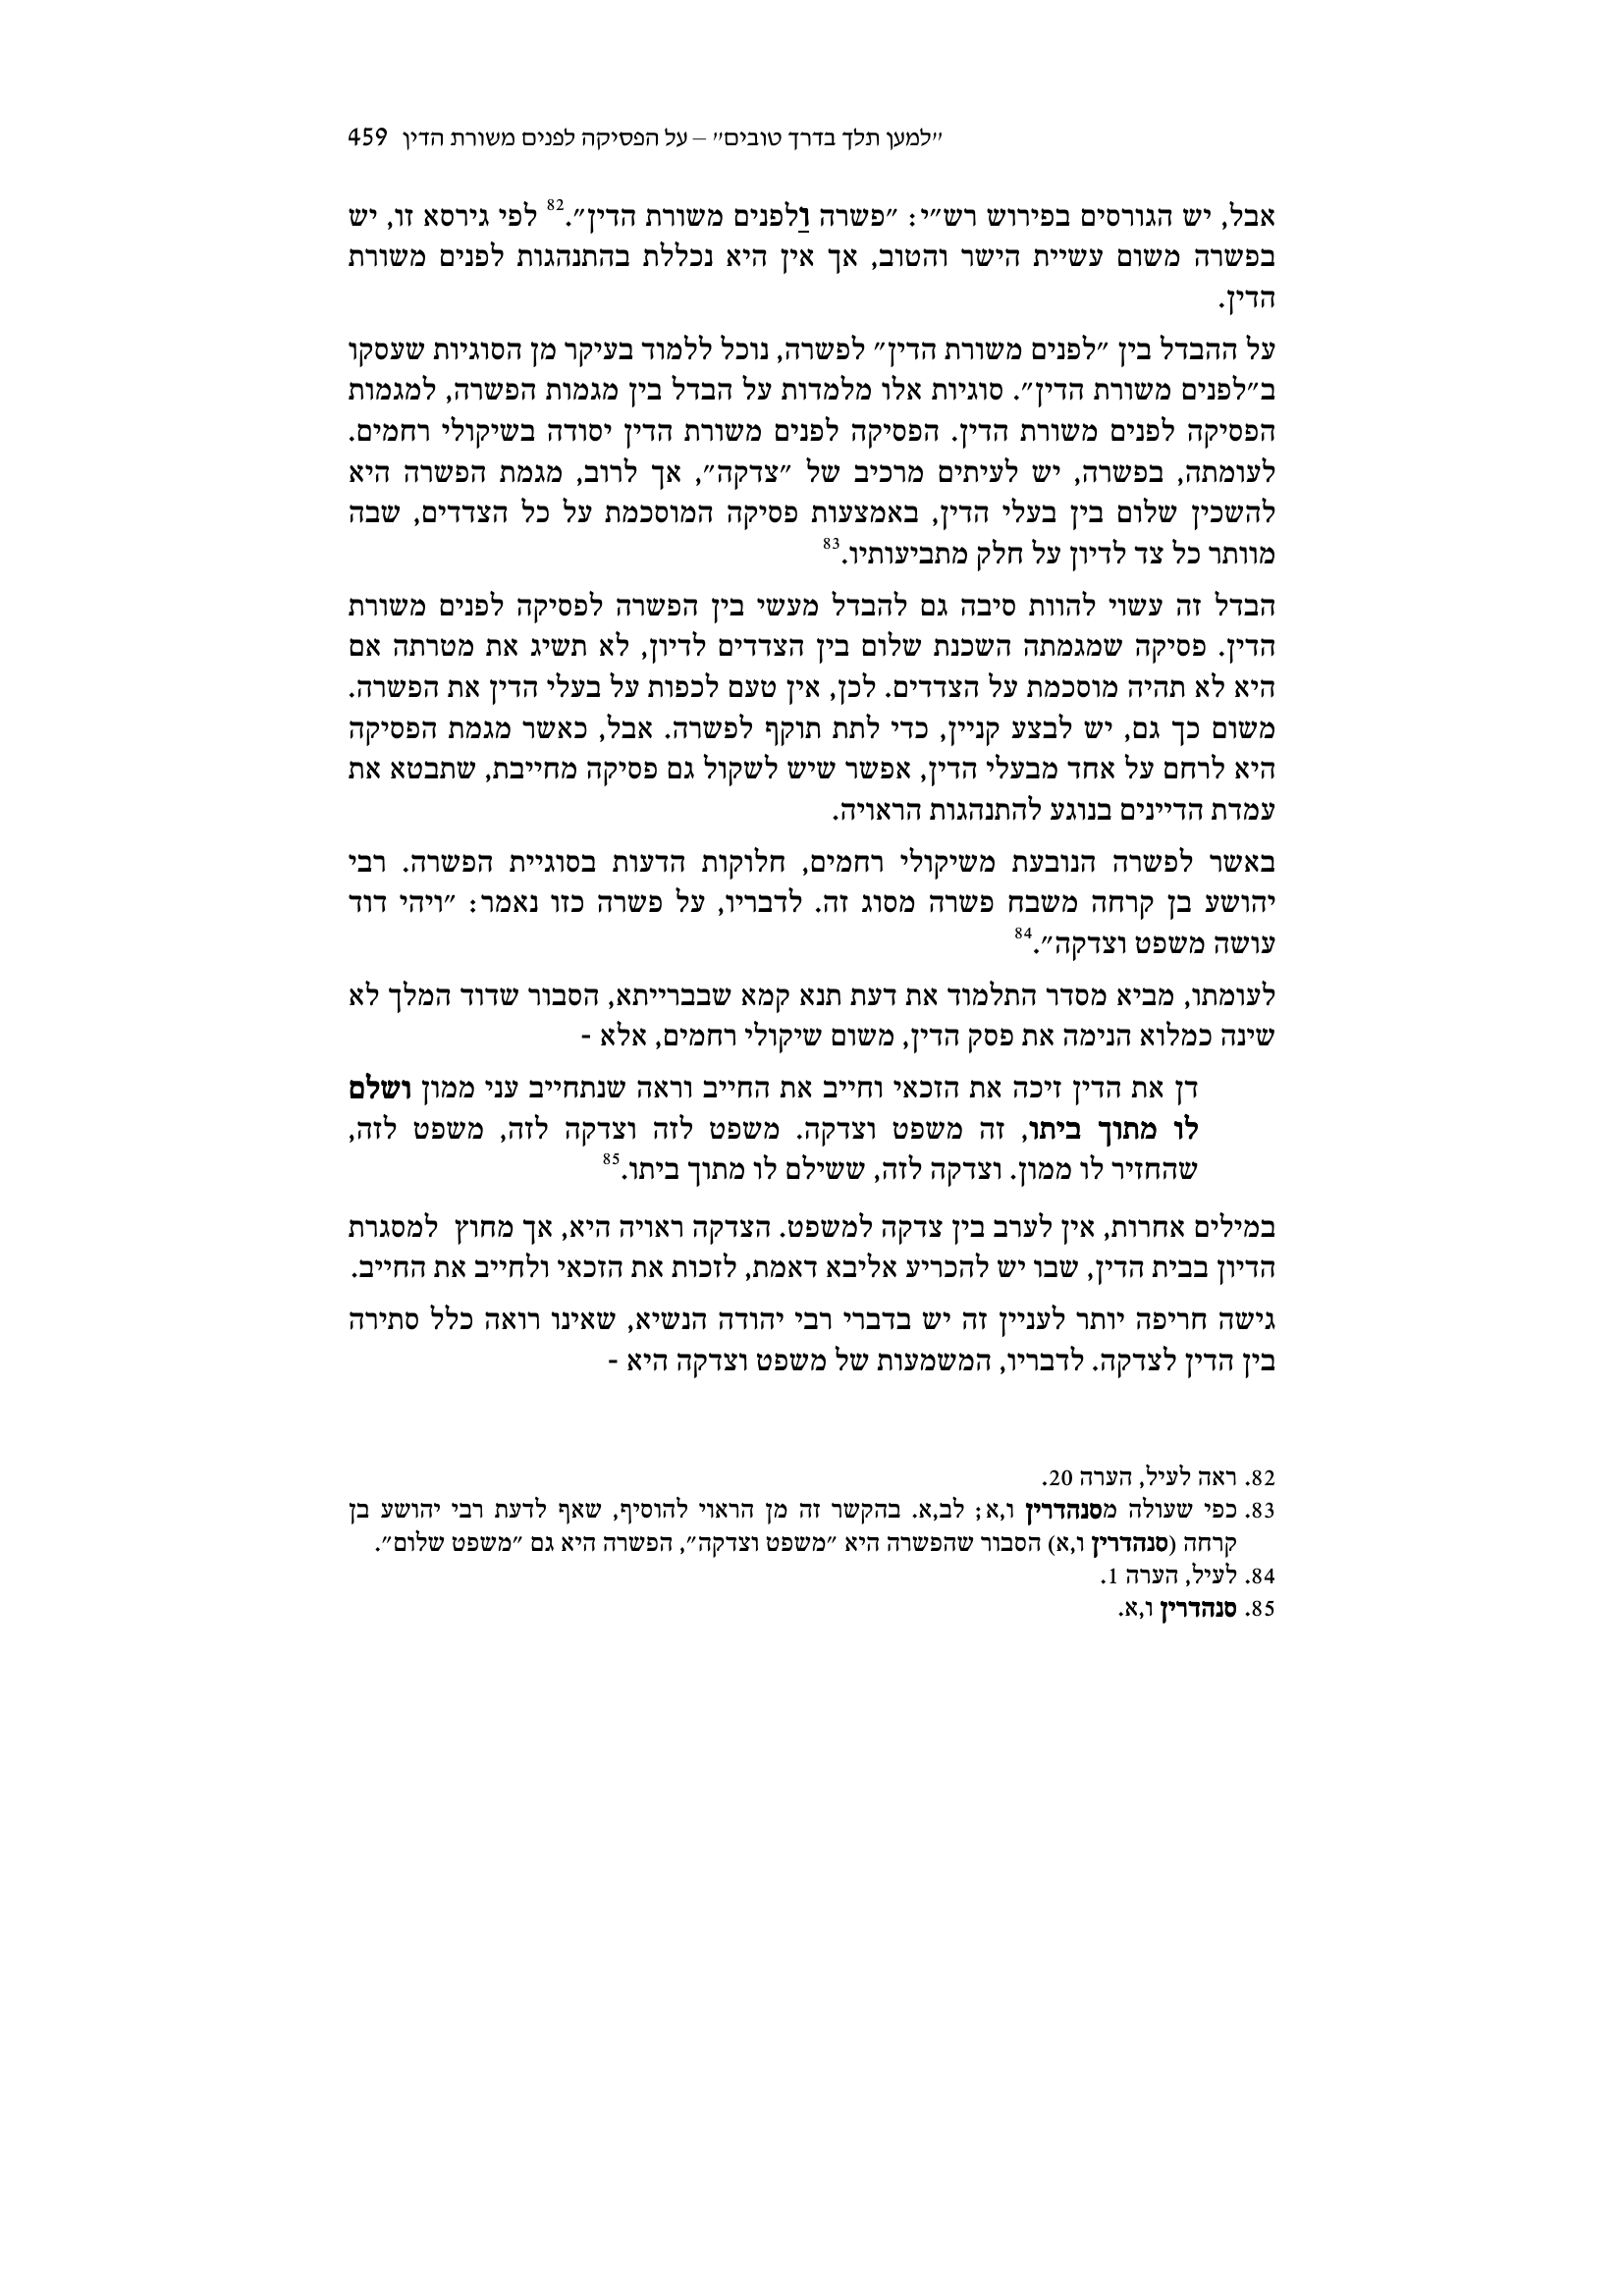 "למען תלך בדרך טובים" – על הפסיקה לפנים משורת הדין 459
אבל, יש הגורסים בפירוש רש"י: "פשרה ולפנים משורת הדין".82 לפי גירסא זו, יש
בפשרה משום עשיית הישר והטוב, אך אין היא נכללת בהתנהגות לפנים משורת
הדין.
על ההבדל בין "לפנים משורת הדין" לפשרה, נוכל ללמוד בעיקר מן הסוגיות שעסקו
ב"לפנים משורת הדין". סוגיות אלו מלמדות על הבדל בין מגמות הפשרה, למגמות
הפסיקה לפנים משורת הדין. הפסיקה לפנים משורת הדין יסודה בשיקולי רחמים.
לעומתה, בפשרה, יש לעיתים מרכיב של "צדקה", אך לרוב, מגמת הפשרה היא
להשכין שלום בין בעלי הדין, באמצעות פסיקה המוסכמת על כל הצדדים, שבה
מוותר כל צד לדיון על חלק מתביעותיו.83
הבדל זה עשוי להוות סיבה גם להבדל מעשי בין הפשרה לפסיקה לפנים משורת
הדין. פסיקה שמגמתה השכנת שלום בין הצדדים לדיון, לא תשיג את מטרתה אם
היא לא תהיה מוסכמת על הצדדים. לכן, אין טעם לכפות על בעלי הדין את הפשרה.
משום כך גם, יש לבצע קניין, כדי לתת תוקף לפשרה. אבל, כאשר מגמת הפסיקה
היא לרחם על אחד מבעלי הדין, אפשר שיש לשקול גם פסיקה מחייבת, שתבטא את
עמדת הדיינים בנוגע להתנהגות הראויה.
באשר לפשרה הנובעת משיקולי רחמים, חלוקות הדעות בסוגיית הפשרה. רבי
יהושע בן קרחה משבח פשרה מסוג זה. לדבריו, על פשרה כזו נאמר: "ויהי דוד
עושה משפט וצדקה".84
לעומתו, מביא מסדר התלמוד את דעת תנא קמא שבברייתא, הסבור שדוד המלך לא
שינה כמלוא הנימה את פסק הדין, משום שיקולי רחמים, אלא -
דן את הדין זיכה את הזכאי וחייב את החייב וראה שנתחייב עני ממון ושלם
לו מתוך ביתו, זה משפט וצדקה. משפט לזה וצדקה לזה, משפט לזה,
שהחזיר לו ממון. וצדקה לזה, ששילם לו מתוך ביתו.85
במילים אחרות, אין לערב בין צדקה למשפט. הצדקה ראויה היא, אך מחוץ למסגרת
הדיון בבית הדין, שבו יש להכריע אליבא דאמת, לזכות את הזכאי ולחייב את החייב.
גישה חריפה יותר לעניין זה יש בדברי רבי יהודה הנשיא, שאינו רואה כלל סתירה
בין הדין לצדקה. לדבריו, המשמעות של משפט וצדקה היא -
82. ראה לעיל, הערה 20.
83. כפי שעולה מסנהדרין ו,א; לב,א. בהקשר זה מן הראוי להוסיף, שאף לדעת רבי יהושע בן
קרחה (סנהדרין ו,א) הסבור שהפשרה היא "משפט וצדקה", הפשרה היא גם "משפט שלום".
84. לעיל, הערה 1.
85. סנהדרין ו,א.